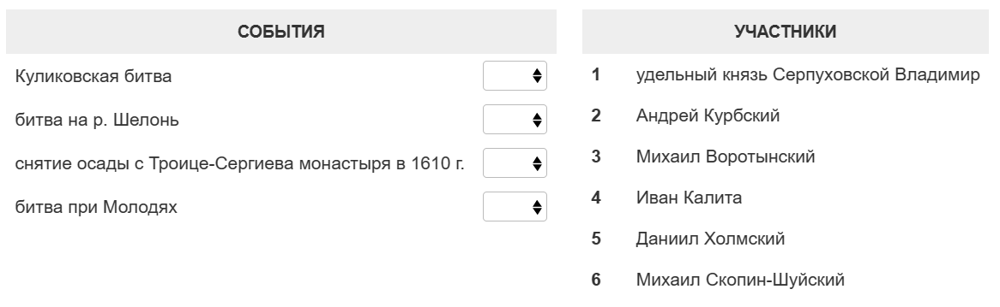 СОБЫТИЯ
Куликовская битва
битва на р. Шелонь
снятие осады с Троице-Сергиева монастыря в 1610 г.
битва при Молодях
УЧАСТНИКИ
1 удельный князь Серпуховской Владимир
2 Андрей Курбский
3 Михаил Воротынский
4 Иван Калита
5 Даниил Холмский
6 Михаил Скопин-Шуйский